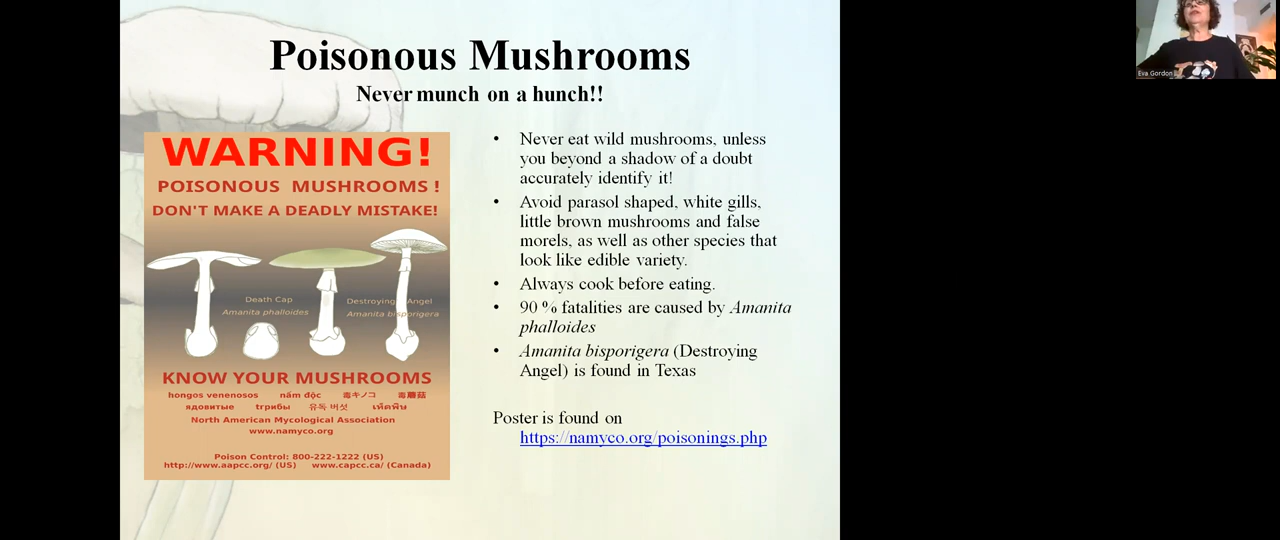 Poisonous Mushrooms
Never munch on a hunch!!
WARNING!
POISONOUS MUSHROOMS !
DON'T MAKE A DEADLY MISTAKE!
Death Cap
Amanita phalloides
Destroying Angel
Amanita bisporigera
KNOW YOUR MUSHROOMS
hongos venenosos nấm độc 毒キノコ 毒蘑菇
ядовитые грибы 유독 버섯 เห็ดพิษ
North American Mycological Association
www.namyco.org
Poison Control: 800-222-1222 (US)
http://www.aapcc.org/ (US) www.capcc.ca/ (Canada)
• Never eat wild mushrooms, unless
you beyond a shadow of a doubt
accurately identify it!
• Avoid parasol shaped, white gills,
little brown mushrooms and false
morels, as well as other species that
look like edible variety.
• Always cook before eating.
• 90 % fatalities are caused by Amanita
phalloides
• Amanita bisporigera (Destroying
Angel) is found in Texas
Poster is found on
https://namyco.org/poisonings.php
Eva Gordon